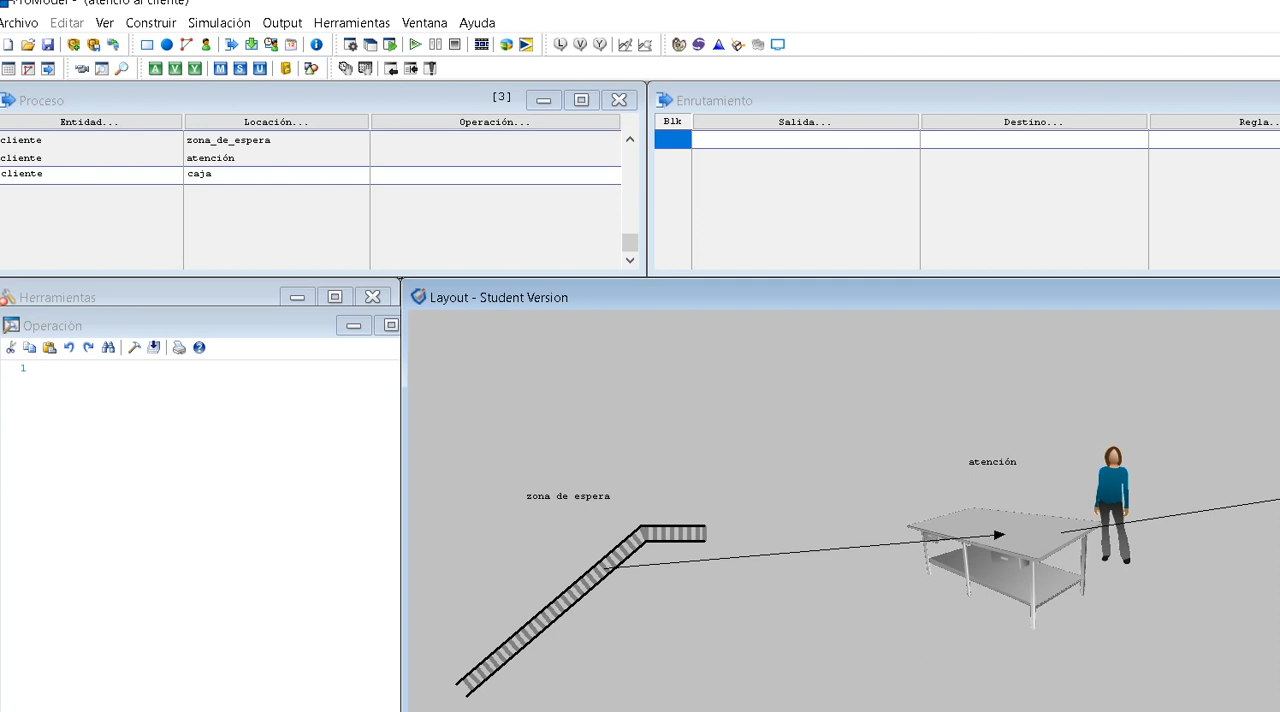 ProModel - (atencio al cliente)
Archivo Editar Ver Construir Simulación Output Herramientas Ventana Ayuda
A V Y M S U
L V Y
Proceso [3]
Entidad... Locación... Operación...
cliente zona_de_espera
cliente atención
cliente caja
Enrutamiento
Blk Salida... Destino... Regla..
Herramientas
Operación
1
Layout - Student Version
zona de espera
atención